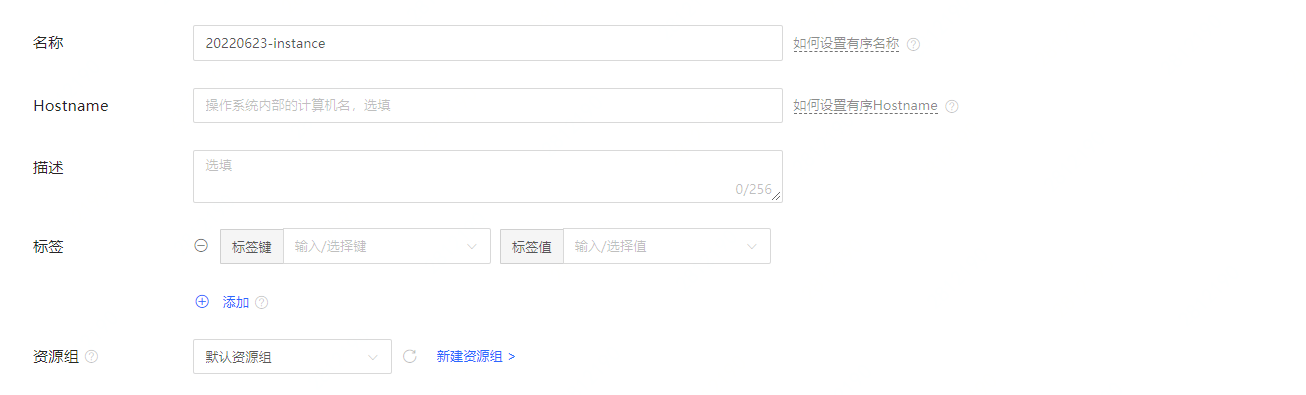 名称 20220623-instance 如何设置有序名称
Hostname 操作系统内部的计算机名，选填 如何设置有序Hostname
描述 选填
0/256
标签 标签键 输入/选择键 标签值 输入/选择值
添加
资源组 默认资源组 新建资源组 >